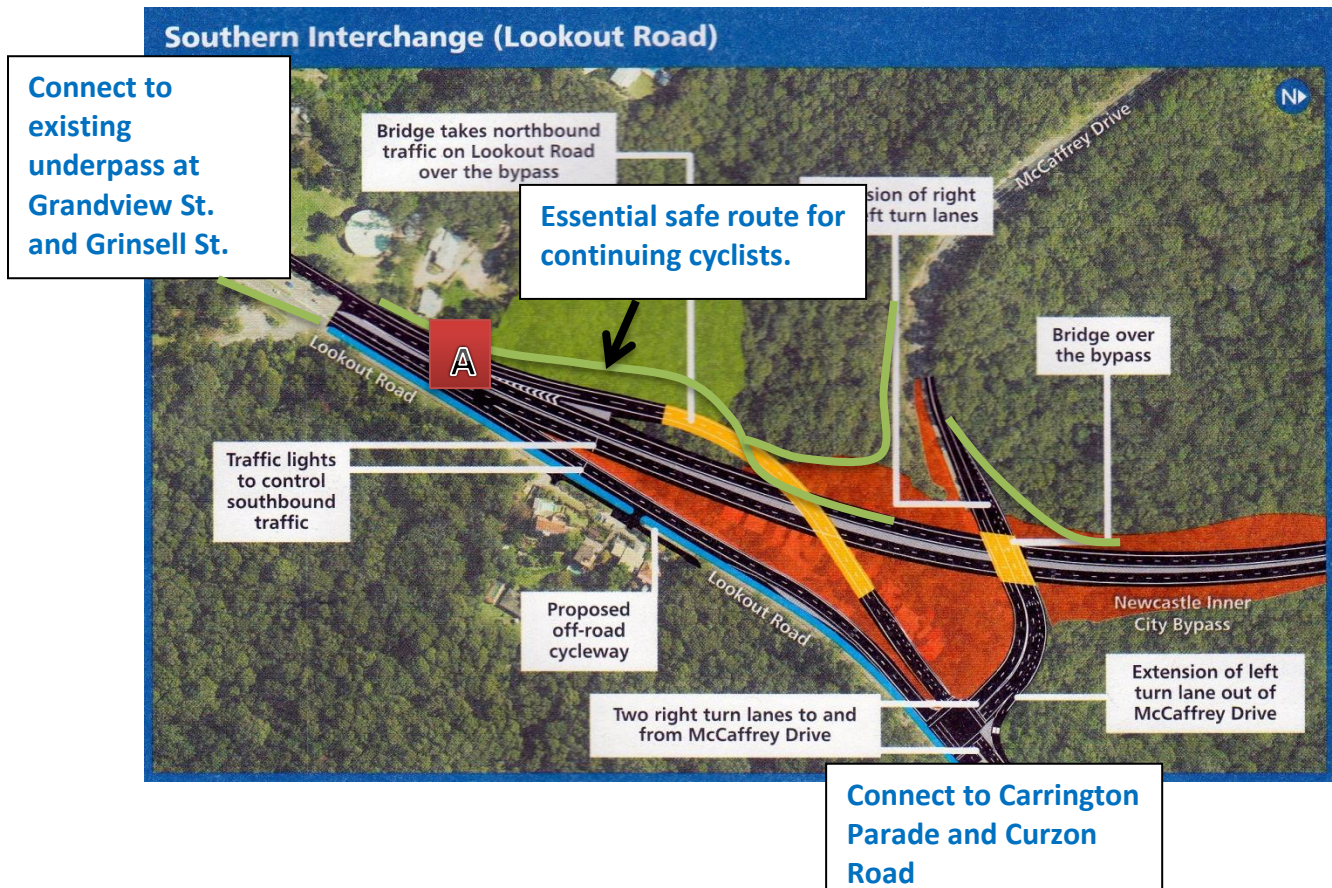 Southern Interchange (Lookout Road)
Connect to
existing
underpass at
Grandview St.
and Grinsell St.
N
Bridge takes northbound
traffic on Lookout Road
over the bypass
McCaffrey Drive
sion of right
eft turn lanes
Essential safe route for
continuing cyclists.
Bridge over
the bypass
A
Lookout Road
Traffic lights
to control
southbound
traffic
Proposed
off-road
cycleway
Lookout Road
Newcastle Inner
City Bypass
Two right turn lanes to and
from McCaffrey Drive
Extension of left
turn lane out of
McCaffrey Drive
Connect to Carrington
Parade and Curzon
Road